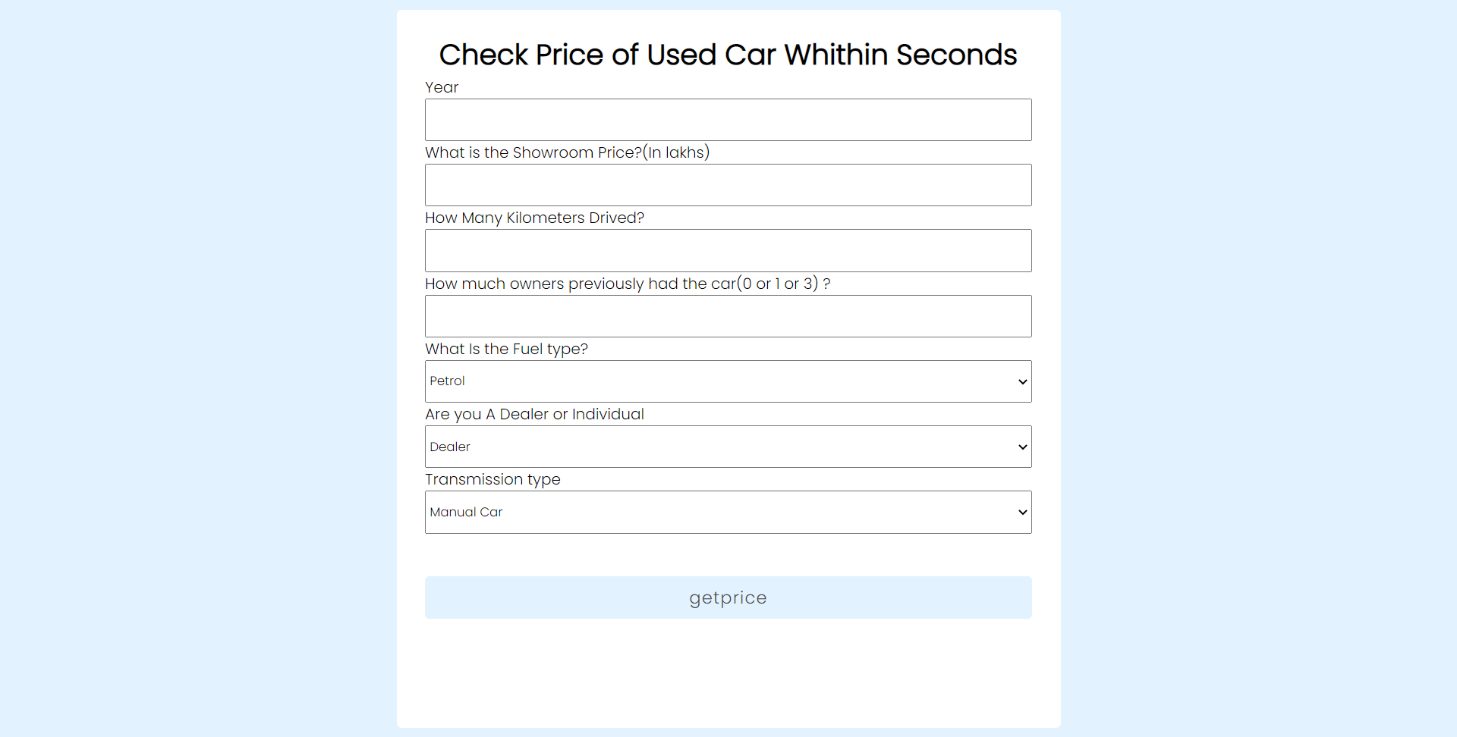 Check Price of Used Car Whithin Seconds
Year
What is the Showroom Price?(In lakhs)
How Many Kilometers Drived?
How much owners previously had the car(0 or 1 or 3) ?
What Is the Fuel type?
Petrol
Are you A Dealer or Individual
Dealer
Transmission type
Manual Car
getprice